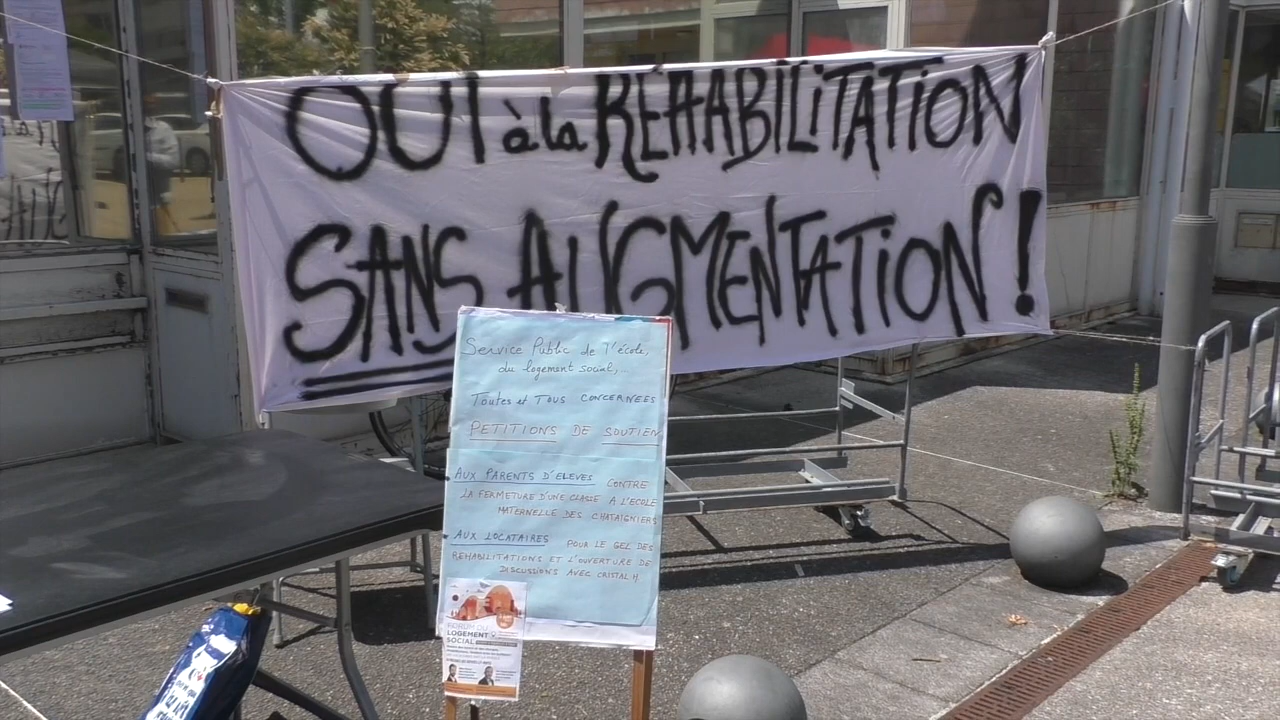 OUI à la RÉHABILITATION
SANS AUGMENTATION !
Service Public de l'école,
du logement social,...
Toutes et TOUS CONCERNEES
PETITIONS DE SOUTIEN
AUX PARENTS D'ELEVES CONTRE
LA FERMETURE D'UNE CLASSE A L'ECOLE
MATERNELLE DES CHATAIGNIERS
AUX LOCATAIRES POUR LE GEL DES
REHABILITATIONS ET L'OUVERTURE DE
DISCUSSIONS AVEC CRISTAL H.
FORUM DU
LOGEMENT
SOCIAL